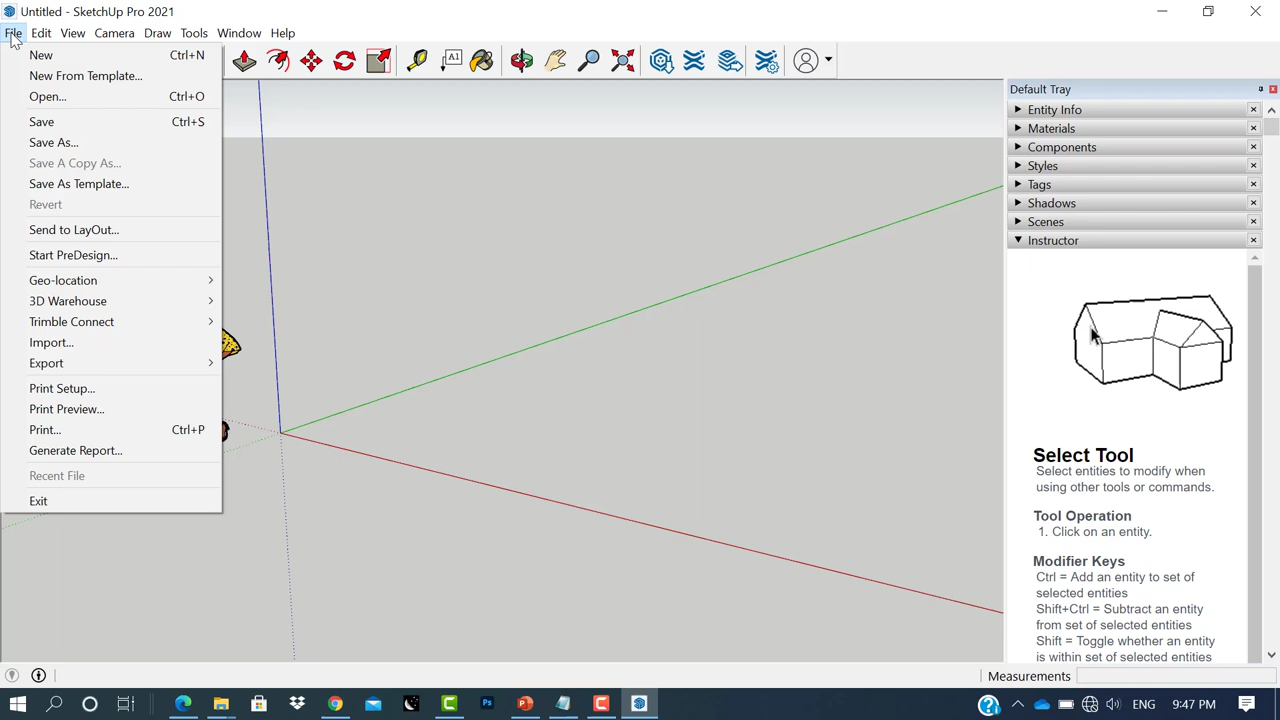 Untitled - SketchUp Pro 2021
File Edit View Camera Draw Tools Window Help
New Ctrl+N
New From Template...
Open... Ctrl+O
Save Ctrl+S
Save As...
Save A Copy As...
Save As Template...
Revert
Send to LayOut...
Start PreDesign...
Geo-location
3D Warehouse
Trimble Connect
Import...
Export
Print Setup...
Print Preview...
Print... Ctrl+P
Generate Report...
Recent File
Exit
A1
Default Tray
Entity Info
Materials
Components
Styles
Tags
Shadows
Scenes
Instructor
Select Tool
Select entities to modify when
using other tools or commands.
Tool Operation
1. Click on an entity.
Modifier Keys
Ctrl = Add an entity to set of
selected entities
Shift+Ctrl = Subtract an entity
from set of selected entities
Shift = Toggle whether an entity
is within set of selected entities
Measurements
Ps
ENG 9:47 PM